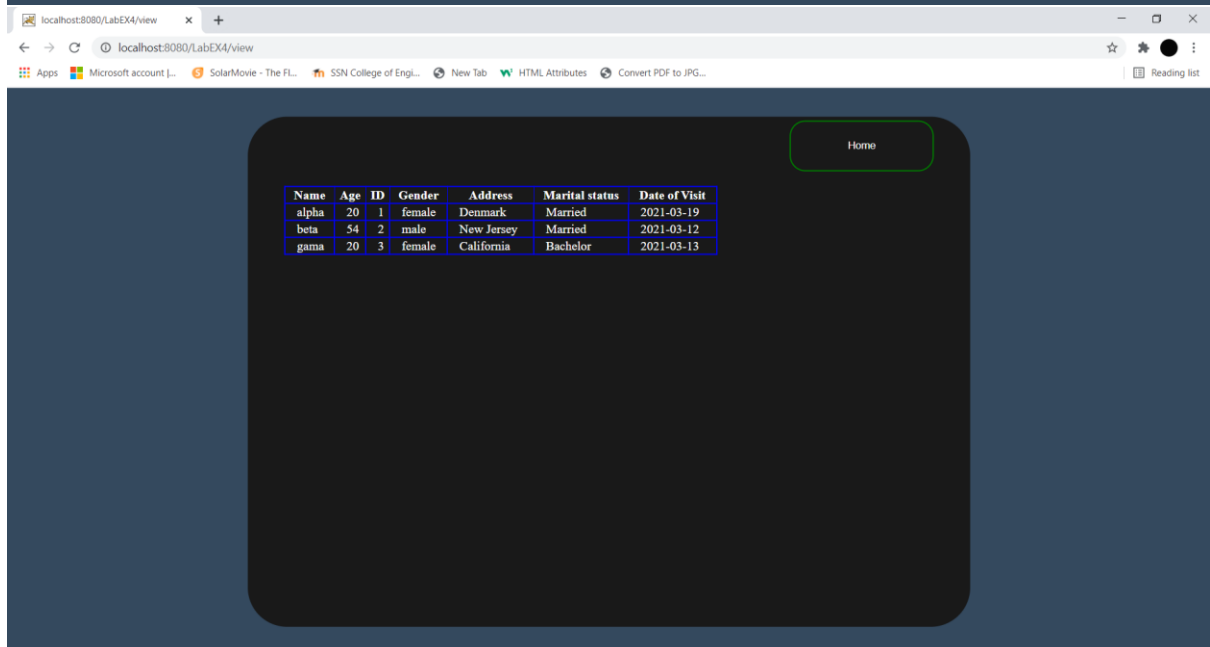 localhost:8080/LabEX4/view
localhost:8080/LabEX4/view
Apps Microsoft account |... SolarMovie - The Fl... SSN College of Engi... New Tab HTML Attributes Convert PDF to JPG... Reading list
Home
Name Age ID Gender Address Marital status Date of Visit
alpha 20 1 female Denmark Married 2021-03-19
beta 54 2 male New Jersey Married 2021-03-12
gama 20 3 female California Bachelor 2021-03-13